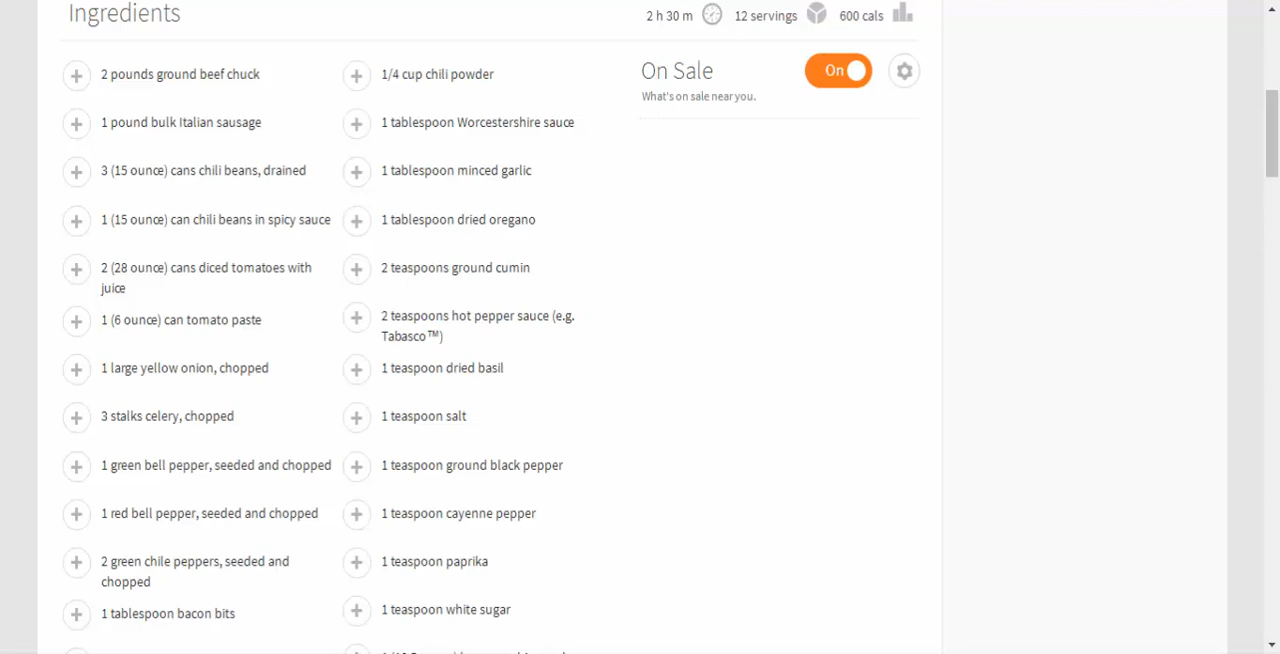 Ingredients
2 h 30 m 12 servings 600 cals
2 pounds ground beef chuck
1 pound bulk Italian sausage
3 (15 ounce) cans chili beans, drained
1 (15 ounce) can chili beans in spicy sauce
2 (28 ounce) cans diced tomatoes with
juice
1 (6 ounce) can tomato paste
1 large yellow onion, chopped
3 stalks celery, chopped
1 green bell pepper, seeded and chopped
1 red bell pepper, seeded and chopped
2 green chile peppers, seeded and
chopped
1 tablespoon bacon bits
1/4 cup chili powder
1 tablespoon Worcestershire sauce
1 tablespoon minced garlic
1 tablespoon dried oregano
2 teaspoons ground cumin
2 teaspoons hot pepper sauce (e.g.
Tabasco™)
1 teaspoon dried basil
1 teaspoon salt
1 teaspoon ground black pepper
1 teaspoon cayenne pepper
1 teaspoon paprika
1 teaspoon white sugar
On Sale
On
What's on sale near you.